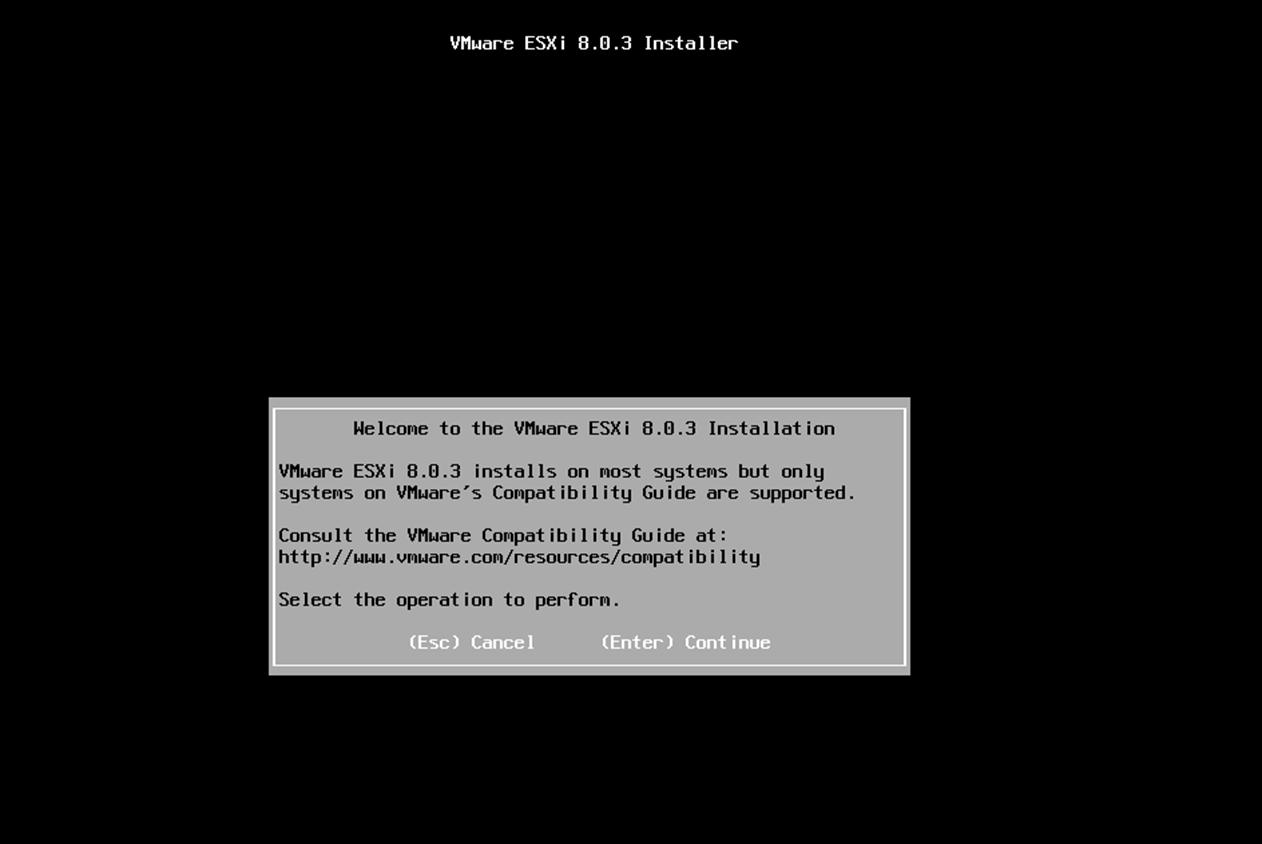 VMware ESXi 8.0.3 Installer
Welcome to the VMware ESXi 8.0.3 Installation
VMware ESXi 8.0.3 installs on most systems but only
systems on VMware's Compatibility Guide are supported.
Consult the VMware Compatibility Guide at:
http://www.vmware.com/resources/compatibility
Select the operation to perform.
(Esc) Cancel (Enter) Continue